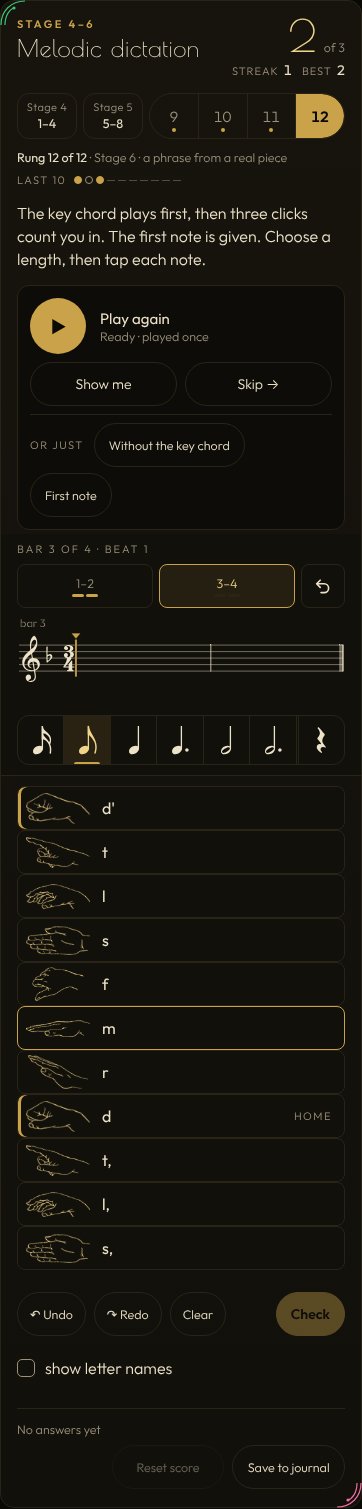 STAGE 4–6
Melodic dictation
2 of 3
STREAK 1 BEST 2
Stage 4
1–4
Stage 5
5–8
9
10
11
12
Rung 12 of 12 · Stage 6 · a phrase from a real piece
LAST 10
The key chord plays first, then three clicks
count you in. The first note is given. Choose a
length, then tap each note.
Play again
Ready · played once
Show me
Skip →
OR JUST
Without the key chord
First note
BAR 3 OF 4 · BEAT 1
1–2
3–4
bar 3
3
4
d'
t
l
s
f
m
r
d HOME
t,
l,
s,
↶ Undo
↷ Redo
Clear
Check
show letter names
No answers yet
Reset score
Save to journal